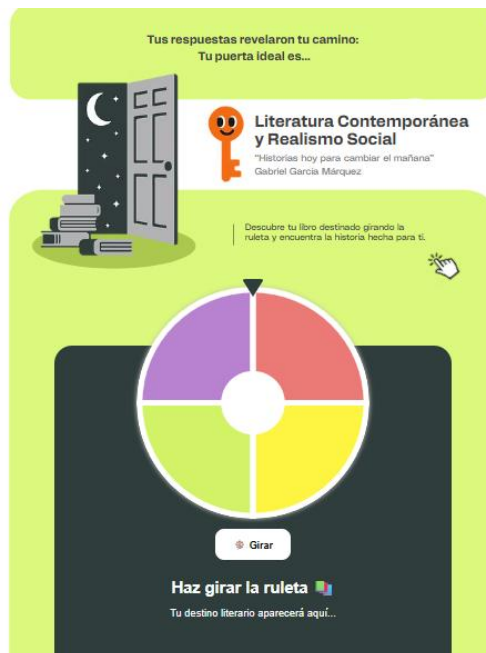 Tus respuestas revelaron tu camino:
Tu puerta ideal es...
Literatura Contemporánea
y Realismo Social
"Historias hoy para cambiar el mañana"
Gabriel García Márquez
Descubre tu libro destinado girando la
ruleta y encuentra la historia hecha para ti.
Girar
Haz girar la ruleta
Tu destino literario aparecerá aquí...